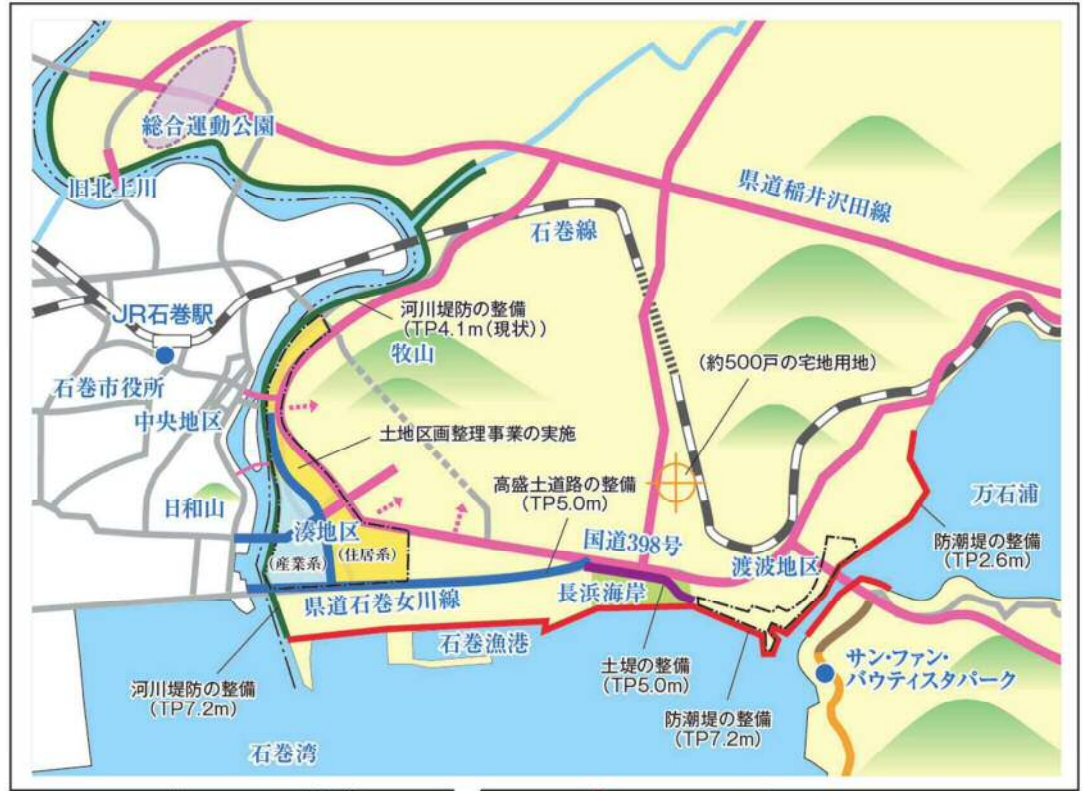 総合運動公園
旧北上川
県道稲井沢田線
石巻線
河川堤防の整備
(TP4.1m(現状))
JR石巻駅
牧山
(約500戸の宅地用地)
石巻市役所
中央地区
土地区画整理事業の実施
高盛土道路の整備
(TP5.0m)
万石浦
日和山
湊地区
(産業系)
(住居系)
国道398号
渡波地区
防潮堤の整備
(TP2.6m)
県道石巻女川線
長浜海岸
石巻漁港
河川堤防の整備
(TP7.2m)
土堤の整備
(TP5.0m)
サン・ファン・
バウティスタパーク
防潮堤の整備
(TP7.2m)
石巻湾